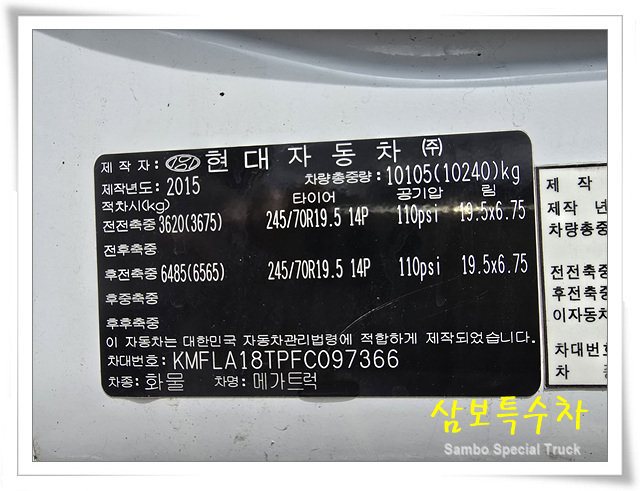 제작자: 현대자동차 ㈜
제작년도: 2015 차량총중량: 10105(10240)kg
적차시(kg) 타이어 공기압 림
전전축중 3620(3675) 245/70R19.5 14P 110psi 19.5x6.75
전후축중
후전축중 6485(6565) 245/70R19.5 14P 110psi 19.5x6.75
후중축중
후후축중
이 자동차는 대한민국 자동차관리법령에 적합하게 제작되었습니다.
차대번호: KMFLA18TPFC097366
차종: 화물 차명: 메가트럭
제 작
제작 년
차량총중
전전축중
후전축중
이자동차
차대번호
차 종
삼보특수차
Sambo Special Truck